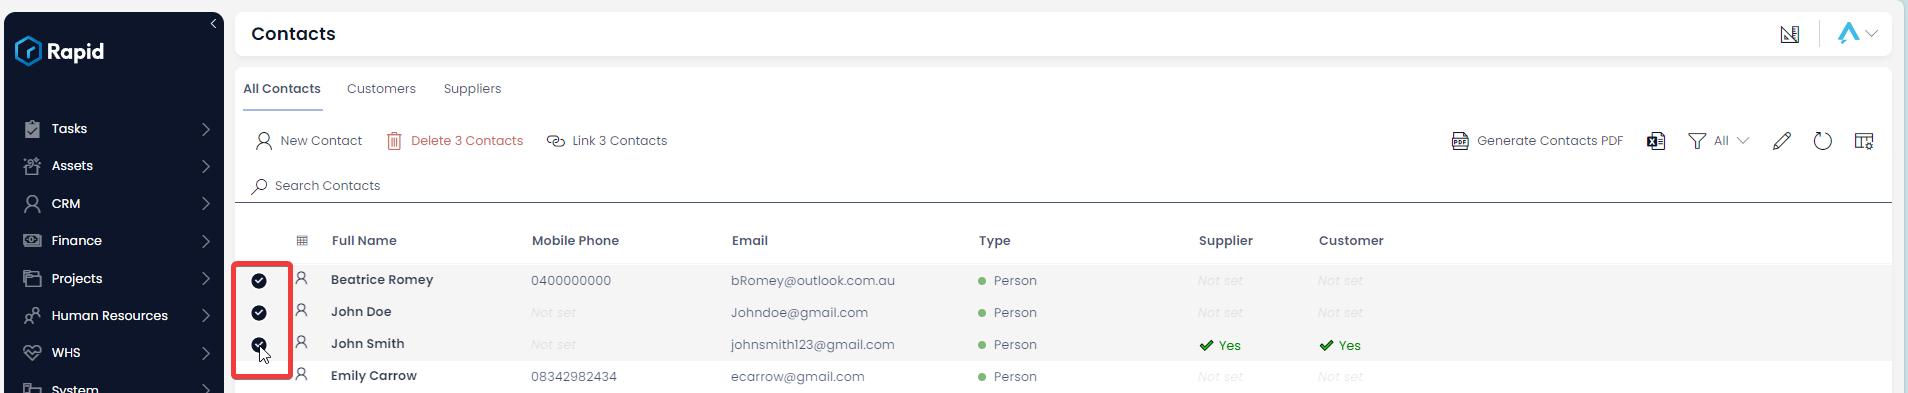 Rapid
Contacts
All Contacts Customers Suppliers
Tasks
New Contact Delete 3 Contacts Link 3 Contacts PDF Generate Contacts PDF X All
Assets
Search Contacts
CRM
Finance
Full Name Mobile Phone Email Type Supplier Customer
Projects
Beatrice Romey 0400000000 bRomey@outlook.com.au Person Not set Not set
Human Resources
John Doe Not set Johndoe@gmail.com Person Not set Not set
WHS
John Smith Not set johnsmith123@gmail.com Person Yes Yes
Emily Carrow 08342982434 ecarrow@gmail.com Person Not set Not set
System